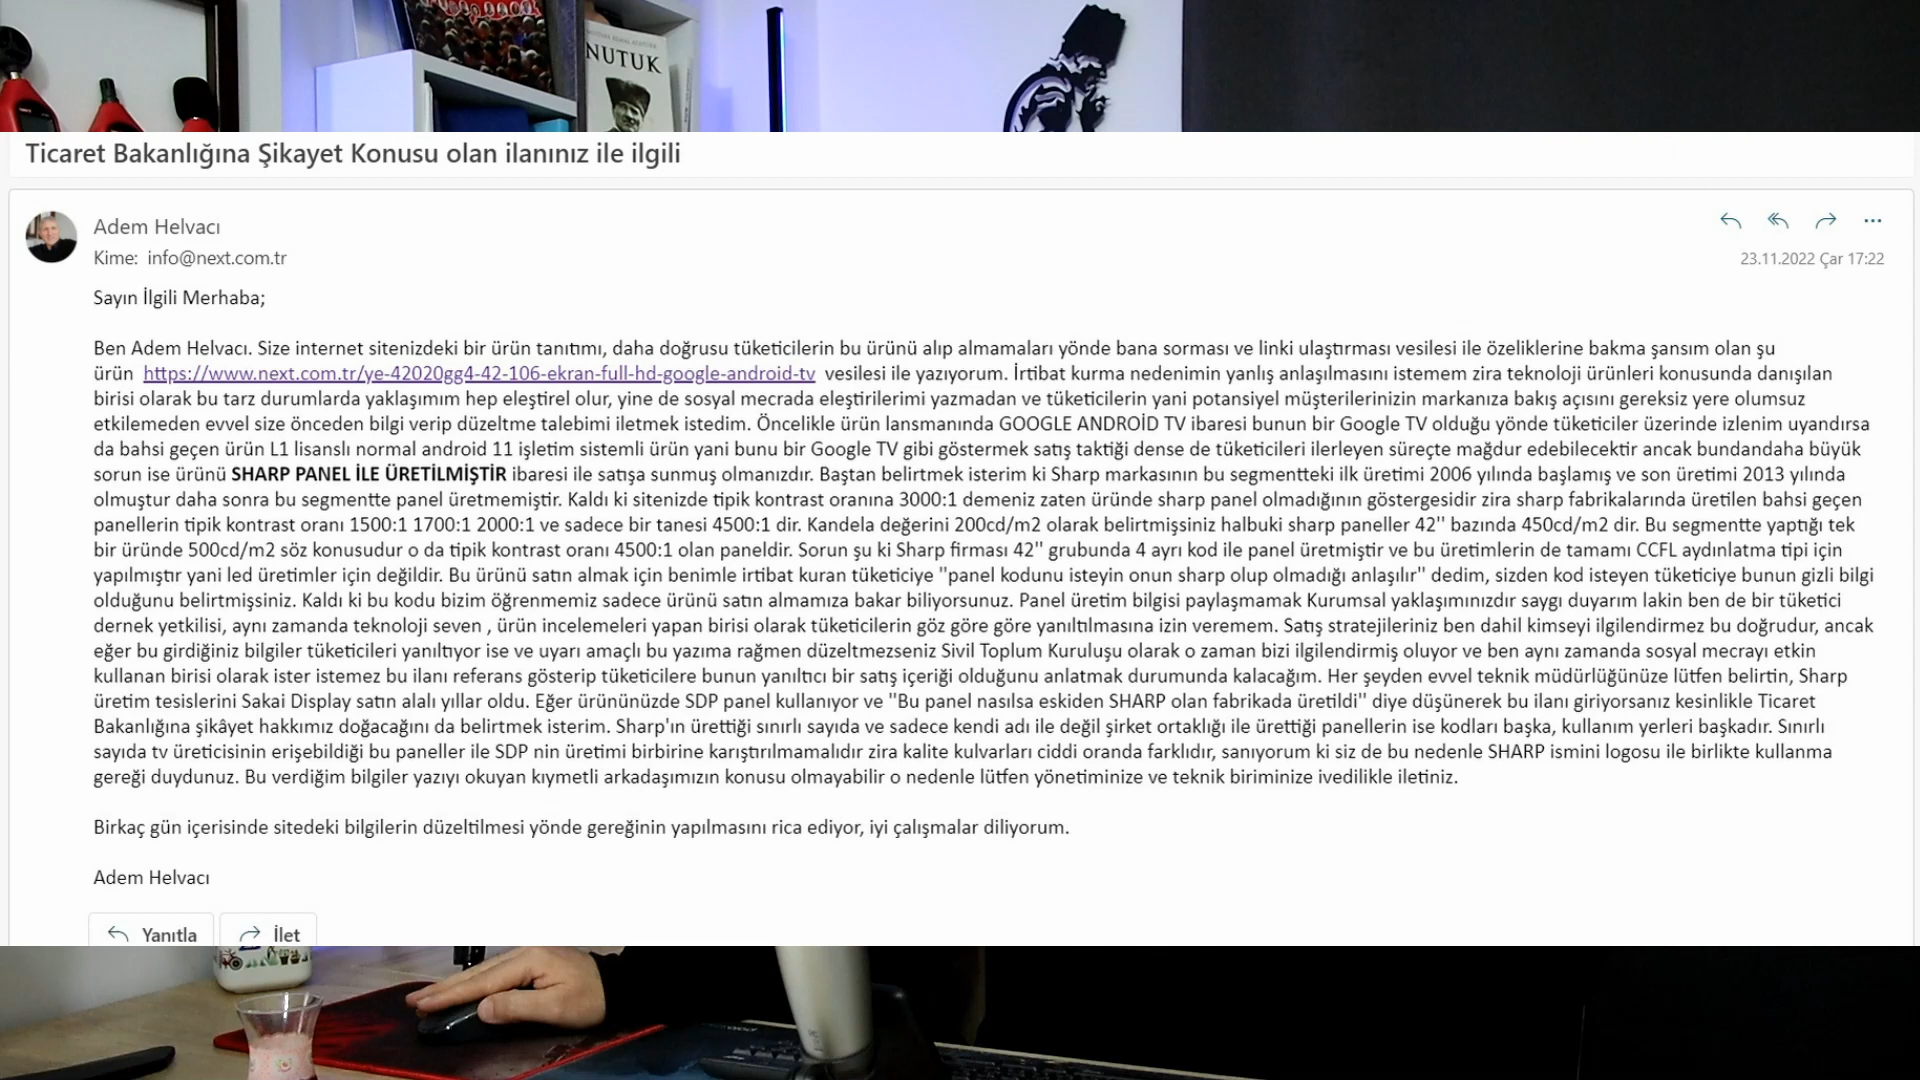 NUTUK
Ticaret Bakanlığına Şikayet Konusu olan ilanınız ile ilgili
Adem Helvacı
Kime: info@next.com.tr
23.11.2022 Çar 17:22
Sayın İlgili Merhaba;
Ben Adem Helvacı. Size internet sitenizdeki bir ürün tanıtımı, daha doğrusu tüketicilerin bu ürünü alıp almamaları yönde bana sorması ve linki ulaştırması vesilesi ile özeliklerine bakma şansım olan şu
ürün https://www.next.com.tr/ye-42020gg4-42-106-ekran-full-hd-google-android-tv vesilesi ile yazıyorum. İrtibat kurma nedenimin yanlış anlaşılmasını istemem zira teknoloji ürünleri konusunda danışılan
birisi olarak bu tarz durumlarda yaklaşımım hep eleştirel olur, yine de sosyal mecrada eleştirilerimi yazmadan ve tüketicilerin yani potansiyel müşterilerinizin markanıza bakış açısını gereksiz yere olumsuz
etkilemeden evvel size önceden bilgi verip düzeltme talebimi iletmek istedim. Öncelikle ürün lansmanında GOOGLE ANDROİD TV ibaresi bunun bir Google TV olduğu yönde tüketiciler üzerinde izlenim uyandırsa
da bahsi geçen ürün L1 lisanslı normal android 11 işletim sistemli ürün yani bunu bir Google TV gibi göstermek satış taktiği dense de tüketicileri ilerleyen süreçte mağdur edebilecektir ancak bundandaha büyük
sorun ise ürünü SHARP PANEL İLE ÜRETİLMİŞTİR ibaresi ile satışa sunmuş olmanızdır. Baştan belirtmek isterim ki Sharp markasının bu segmentteki ilk üretimi 2006 yılında başlamış ve son üretimi 2013 yılında
olmuştur daha sonra bu segmentte panel üretmemiştir. Kaldı ki sitenizde tipik kontrast oranına 3000:1 demeniz zaten üründe sharp panel olmadığının göstergesidir zira sharp fabrikalarında üretilen bahsi geçen
panellerin tipik kontrast oranı 1500:1 1700:1 2000:1 ve sadece bir tanesi 4500:1 dir. Kandela değerini 200cd/m2 olarak belirtmişsiniz halbuki sharp paneller 42'' bazında 450cd/m2 dir. Bu segmentte yaptığı tek
bir üründe 500cd/m2 söz konusudur o da tipik kontrast oranı 4500:1 olan paneldir. Sorun şu ki Sharp firması 42'' grubunda 4 ayrı kod ile panel üretmiştir ve bu üretimlerin de tamamı CCFL aydınlatma tipi için
yapılmıştır yani led üretimler için değildir. Bu ürünü satın almak için benimle irtibat kuran tüketiciye ''panel kodunu isteyin onun sharp olup olmadığı anlaşılır'' dedim, sizden kod isteyen tüketiciye bunun gizli bilgi
olduğunu belirtmişsiniz. Kaldı ki bu kodu bizim öğrenmemiz sadece ürünü satın almamıza bakar biliyorsunuz. Panel üretim bilgisi paylaşmamak Kurumsal yaklaşımınızdır saygı duyarım lakin ben de bir tüketici
dernek yetkilisi, aynı zamanda teknoloji seven , ürün incelemeleri yapan birisi olarak tüketicilerin göz göre göre yanıltılmasına izin veremem. Satış stratejileriniz ben dahil kimseyi ilgilendirmez bu doğrudur, ancak
eğer bu girdiğiniz bilgiler tüketicileri yanıltıyor ise ve uyarı amaçlı bu yazıma rağmen düzeltmezseniz Sivil Toplum Kuruluşu olarak o zaman bizi ilgilendirmiş oluyor ve ben aynı zamanda sosyal mecrayı etkin
kullanan birisi olarak ister istemez bu ilanı referans gösterip tüketicilere bunun yanıltıcı bir satış içeriği olduğunu anlatmak durumunda kalacağım. Her şeyden evvel teknik müdürlüğünüze lütfen belirtin, Sharp
üretim tesislerini Sakai Display satın alalı yıllar oldu. Eğer ürününüzde SDP panel kullanıyor ve ''Bu panel nasılsa eskiden SHARP olan fabrikada üretildi'' diye düşünerek bu ilanı giriyorsanız kesinlikle Ticaret
Bakanlığına şikâyet hakkımız doğacağını da belirtmek isterim. Sharp'ın ürettiği sınırlı sayıda ve sadece kendi adı ile değil şirket ortaklığı ile ürettiği panellerin ise kodları başka, kullanım yerleri başkadır. Sınırlı
sayıda tv üreticisinin erişebildiği bu paneller ile SDP nin üretimi birbirine karıştırılmamalıdır zira kalite kulvarları ciddi oranda farklıdır, sanıyorum ki siz de bu nedenle SHARP ismini logosu ile birlikte kullanma
gereği duydunuz. Bu verdiğim bilgiler yazıyı okuyan kıymetli arkadaşımızın konusu olmayabilir o nedenle lütfen yönetiminize ve teknik biriminize ivedilikle iletiniz.
Birkaç gün içerisinde sitedeki bilgilerin düzeltilmesi yönde gereğinin yapılmasını rica ediyor, iyi çalışmalar diliyorum.
Adem Helvacı
Yanıtla
İlet